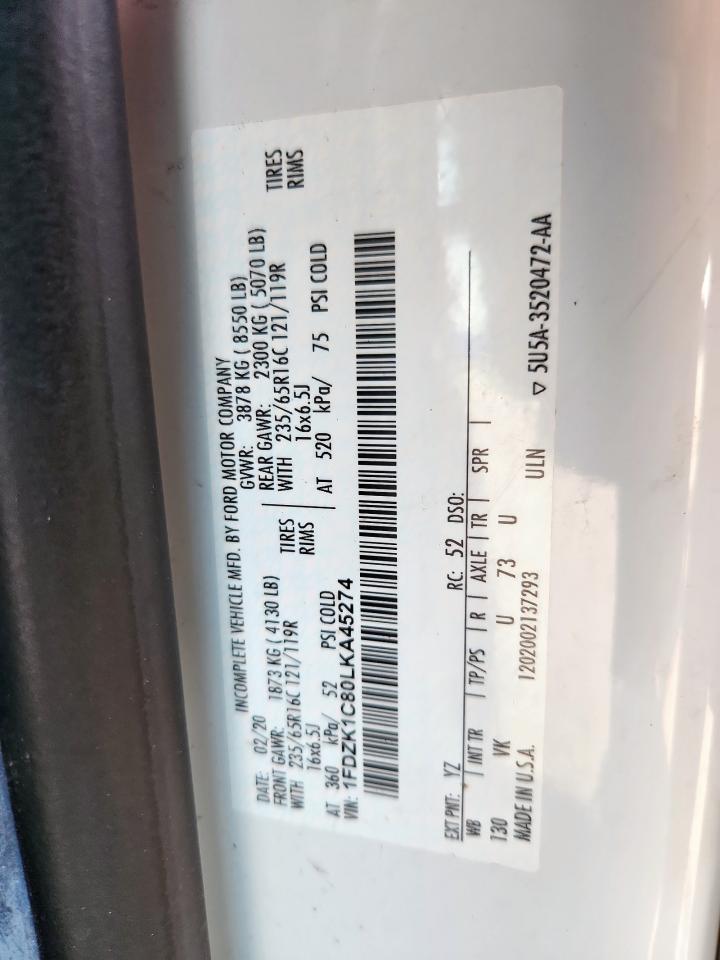 INCOMPLETE VEHICLE MFD. BY FORD MOTOR COMPANY
DATE: 02/20 GVWR: 3878 KG ( 8550 LB)
FRONT GAWR: 1873 KG ( 4130 LB) REAR GAWR: 2300 KG ( 5070 LB)
WITH 235/65R16C 121/119R TIRES WITH 235/65R16C 121/119R TIRES
16x6.5J RIMS 16x6.5J RIMS
AT 360 kPa/ 52 PSI COLD AT 520 kPa/ 75 PSI COLD
VIN: 1FDZK1C80LKA45274
EXT PNT: YZ RC: 52 DSO:
WB INT TR TP/PS R AXLE TR SPR
130 VK U 73 U
MADE IN U.S.A. 1202002137293 ULN
▽ 5U5A-3520472-AA